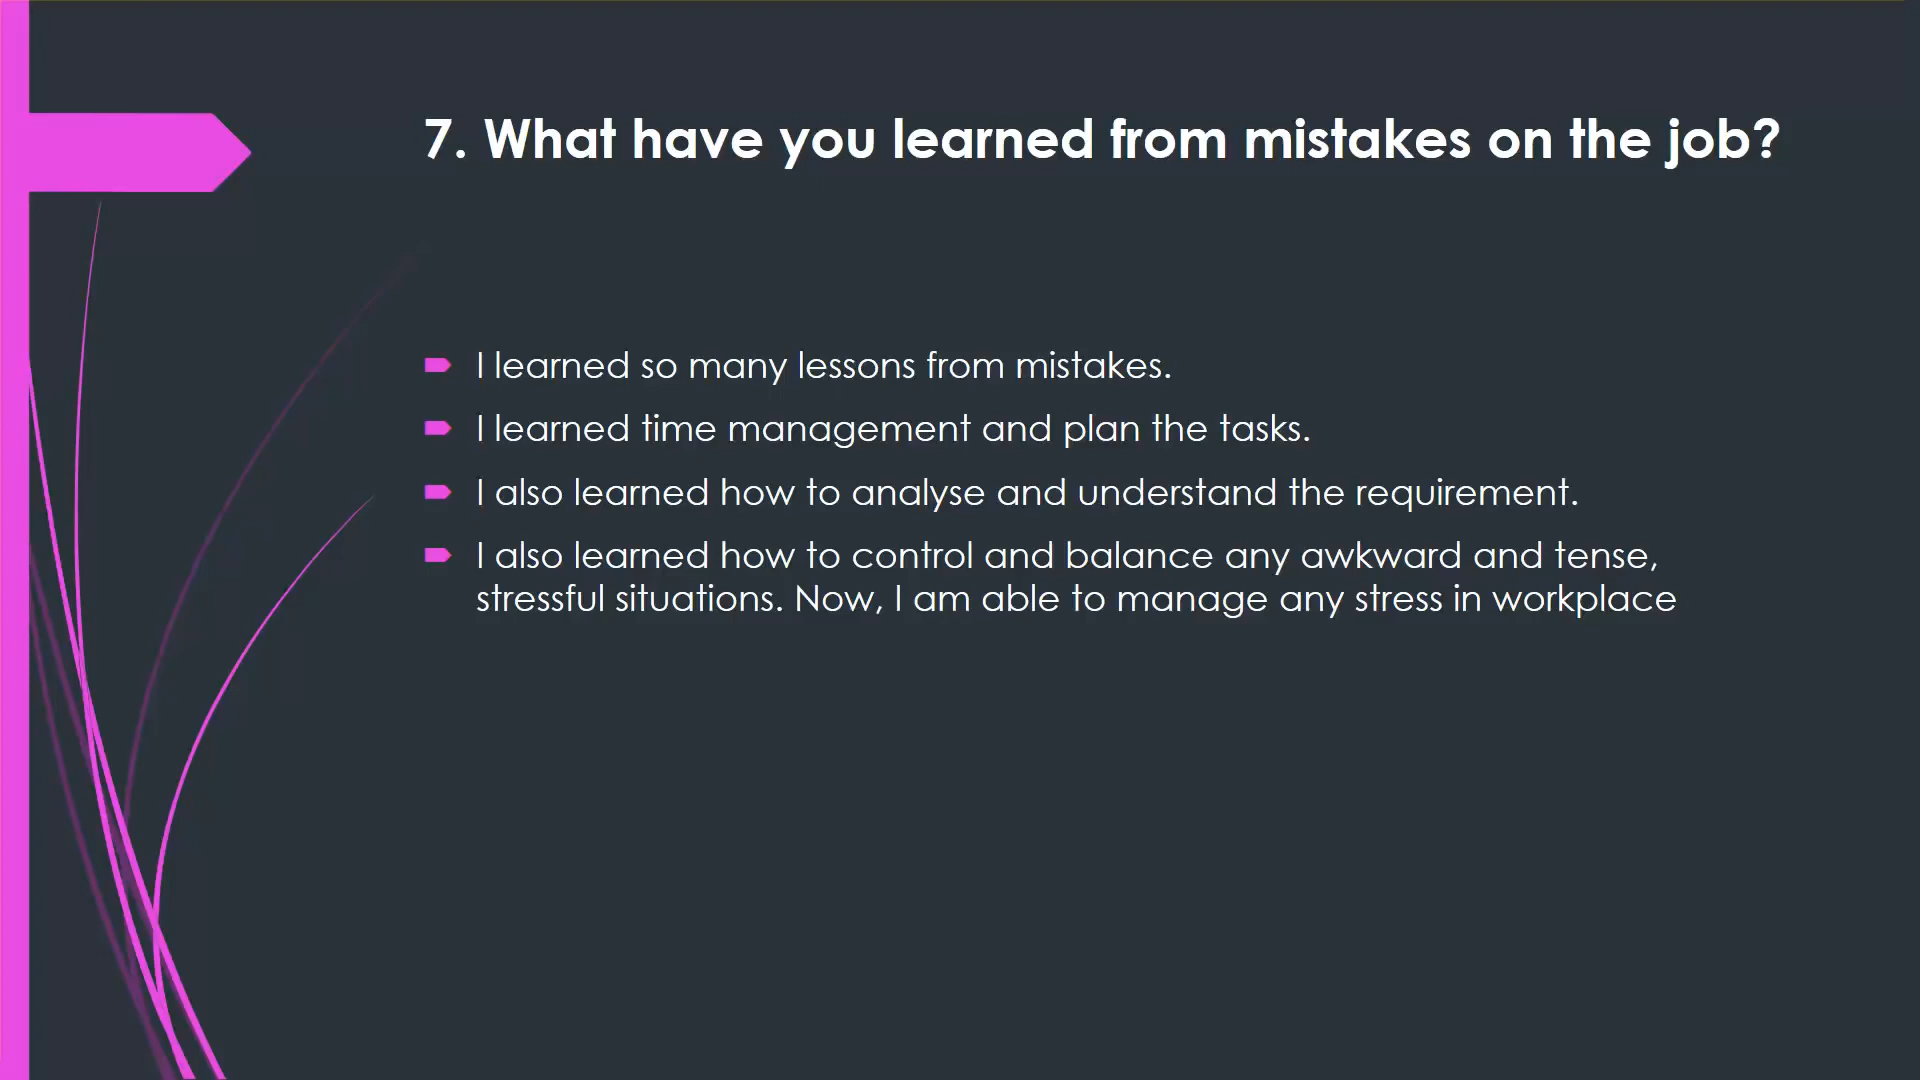 7. What have you learned from mistakes on the job?
I learned so many lessons from mistakes.
I learned time management and plan the tasks.
I also learned how to analyse and understand the requirement.
I also learned how to control and balance any awkward and tense,
stressful situations. Now, I am able to manage any stress in workplace